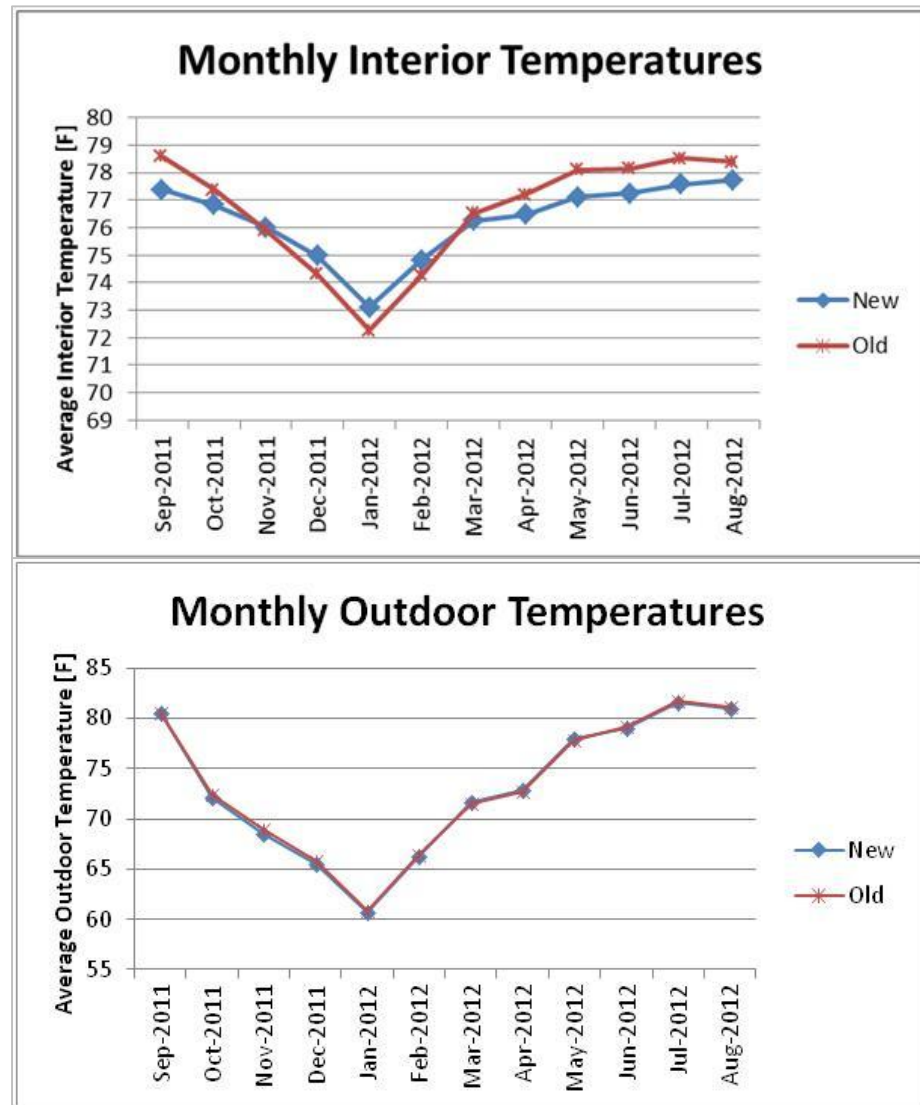 Monthly Interior Temperatures
Average Interior Temperature [F]
80
79
78
77
76
75
74
73
72
71
70
69
Sep-2011
Oct-2011
Nov-2011
Dec-2011
Jan-2012
Feb-2012
Mar-2012
Apr-2012
May-2012
Jun-2012
Jul-2012
Aug-2012
New
Old
Monthly Outdoor Temperatures
Average Outdoor Temperature [F]
85
80
75
70
65
60
55
Sep-2011
Oct-2011
Nov-2011
Dec-2011
Jan-2012
Feb-2012
Mar-2012
Apr-2012
May-2012
Jun-2012
Jul-2012
Aug-2012
New
Old